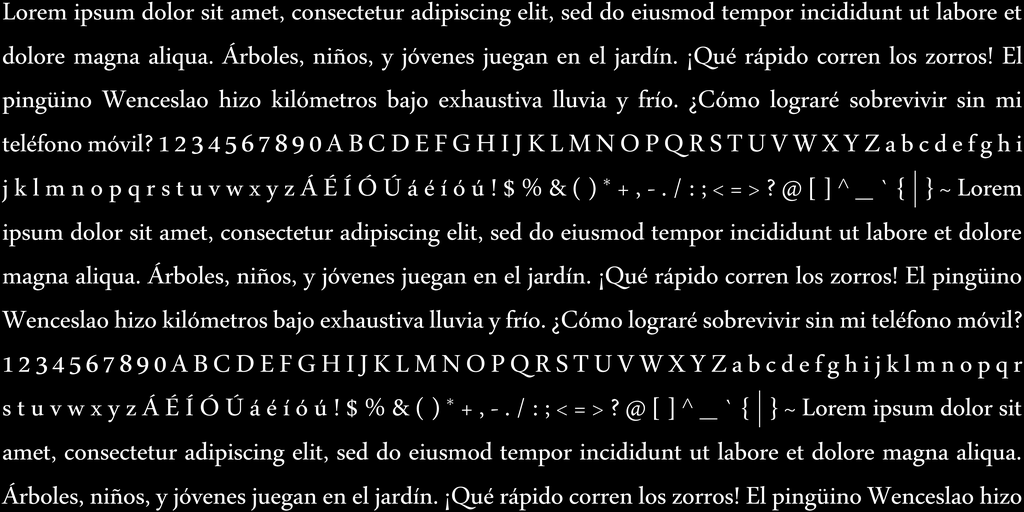 Lorem ipsum dolor sit amet, consectetur adipiscing elit, sed do eiusmod tempor incididunt ut labore et
dolore magna aliqua. Árboles, niños, y jóvenes juegan en el jardín. ¡Qué rápido corren los zorros! El
pingüino Wenceslao hizo kilómetros bajo exhaustiva lluvia y frío. ¿Cómo lograré sobrevivir sin mi
teléfono móvil? 1 2 3 4 5 6 7 8 9 0 A B C D E F G H I J K L M N O P Q R S T U V W X Y Z a b c d e f g h i
j k l m n o p q r s t u v w x y z Á É Í Ó Ú á é í ó ú ! $ % & ( ) * + , - . / : ; < = > ? @ [ ] ^ _ ` { | } ~ Lorem
ipsum dolor sit amet, consectetur adipiscing elit, sed do eiusmod tempor incididunt ut labore et dolore
magna aliqua. Árboles, niños, y jóvenes juegan en el jardín. ¡Qué rápido corren los zorros! El pingüino
Wenceslao hizo kilómetros bajo exhaustiva lluvia y frío. ¿Cómo lograré sobrevivir sin mi teléfono móvil?
1 2 3 4 5 6 7 8 9 0 A B C D E F G H I J K L M N O P Q R S T U V W X Y Z a b c d e f g h i j k l m n o p q r
s t u v w x y z Á É Í Ó Ú á é í ó ú ! $ % & ( ) * + , - . / : ; < = > ? @ [ ] ^ _ ` { | } ~ Lorem ipsum dolor sit
amet, consectetur adipiscing elit, sed do eiusmod tempor incididunt ut labore et dolore magna aliqua.
Árboles, niños, y jóvenes juegan en el jardín. ¡Qué rápido corren los zorros! El pingüino Wenceslao hizo